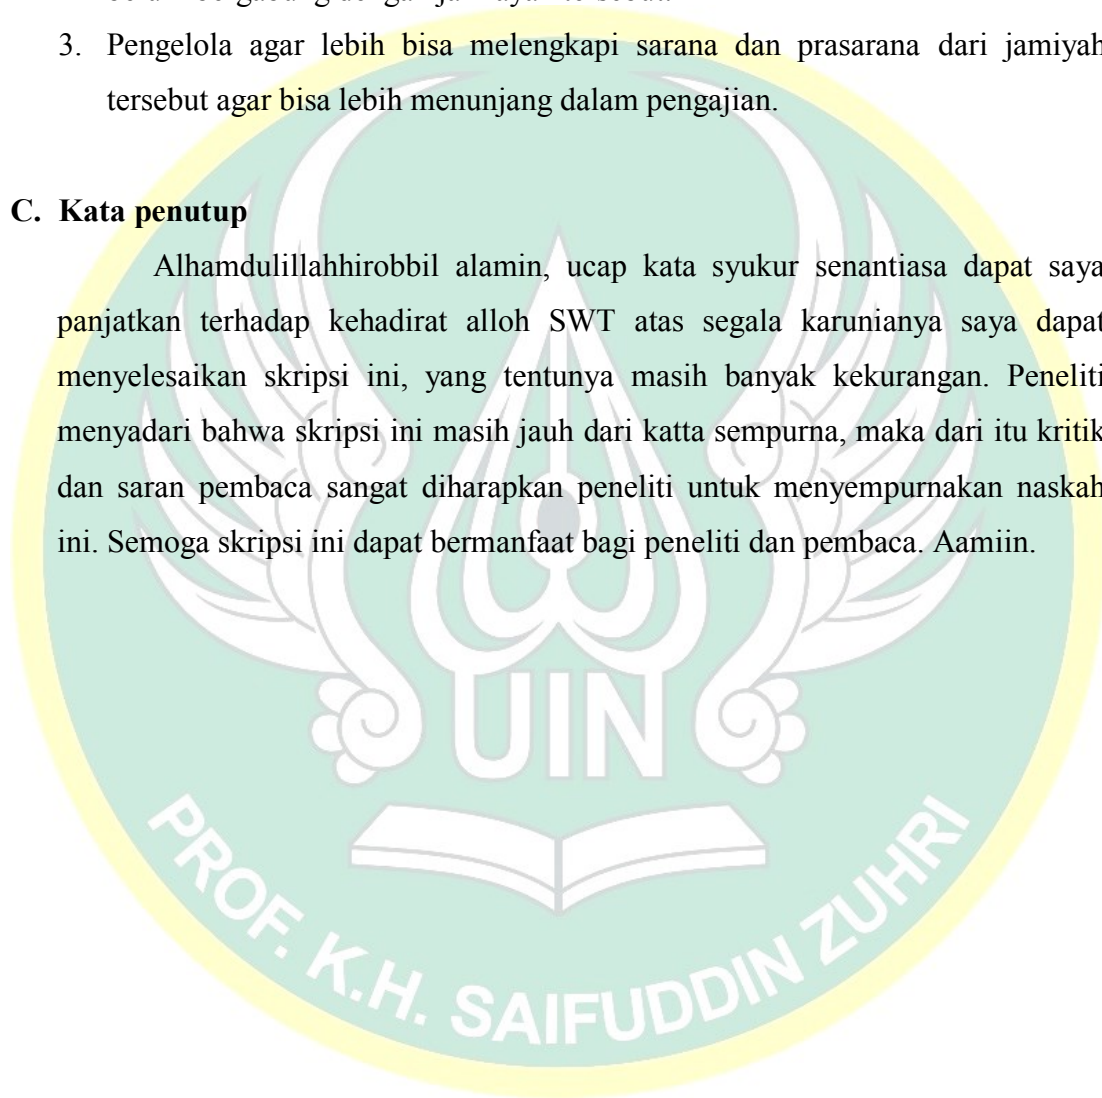 3. Pengelola agar lebih bisa melengkapi sarana dan prasarana dari jamiyah
tersebut agar bisa lebih menunjang dalam pengajian.
C. Kata penutup
Alhamdulillahhirobbil alamin, ucap kata syukur senantiasa dapat saya
panjatkan terhadap kehadirat alloh SWT atas segala karunianya saya dapat
menyelesaikan skripsi ini, yang tentunya masih banyak kekurangan. Peneliti
menyadari bahwa skripsi ini masih jauh dari katta sempurna, maka dari itu kritik
dan saran pembaca sangat diharapkan peneliti untuk menyempurnakan naskah
ini. Semoga skripsi ini dapat bermanfaat bagi peneliti dan pembaca. Aamiin.
UIN
PROF. K.H. SAIFUDDIN ZUHRI